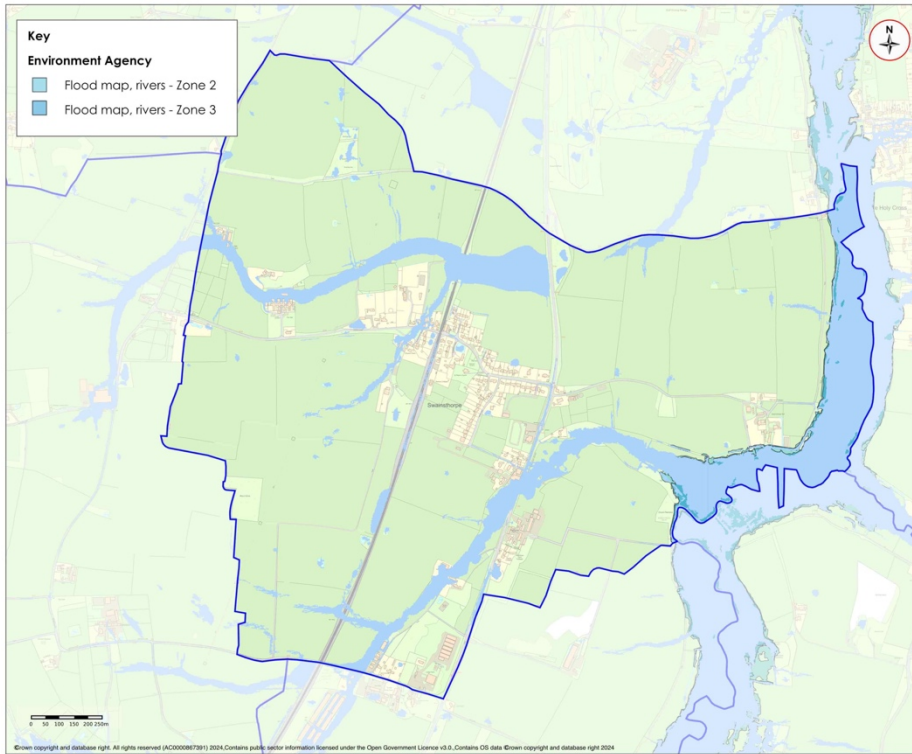 Key
Environment Agency
Flood map, rivers - Zone 2
Flood map, rivers - Zone 3
N
Swainsthorpe
0 50 100 150 200 250m
©rown copyright and database right. All rights reserved (AC0000867391) 2024,Contains public sector information licensed under the Open Government Licence v3.0.,Contains OS data ©rown copyright and database right 2024